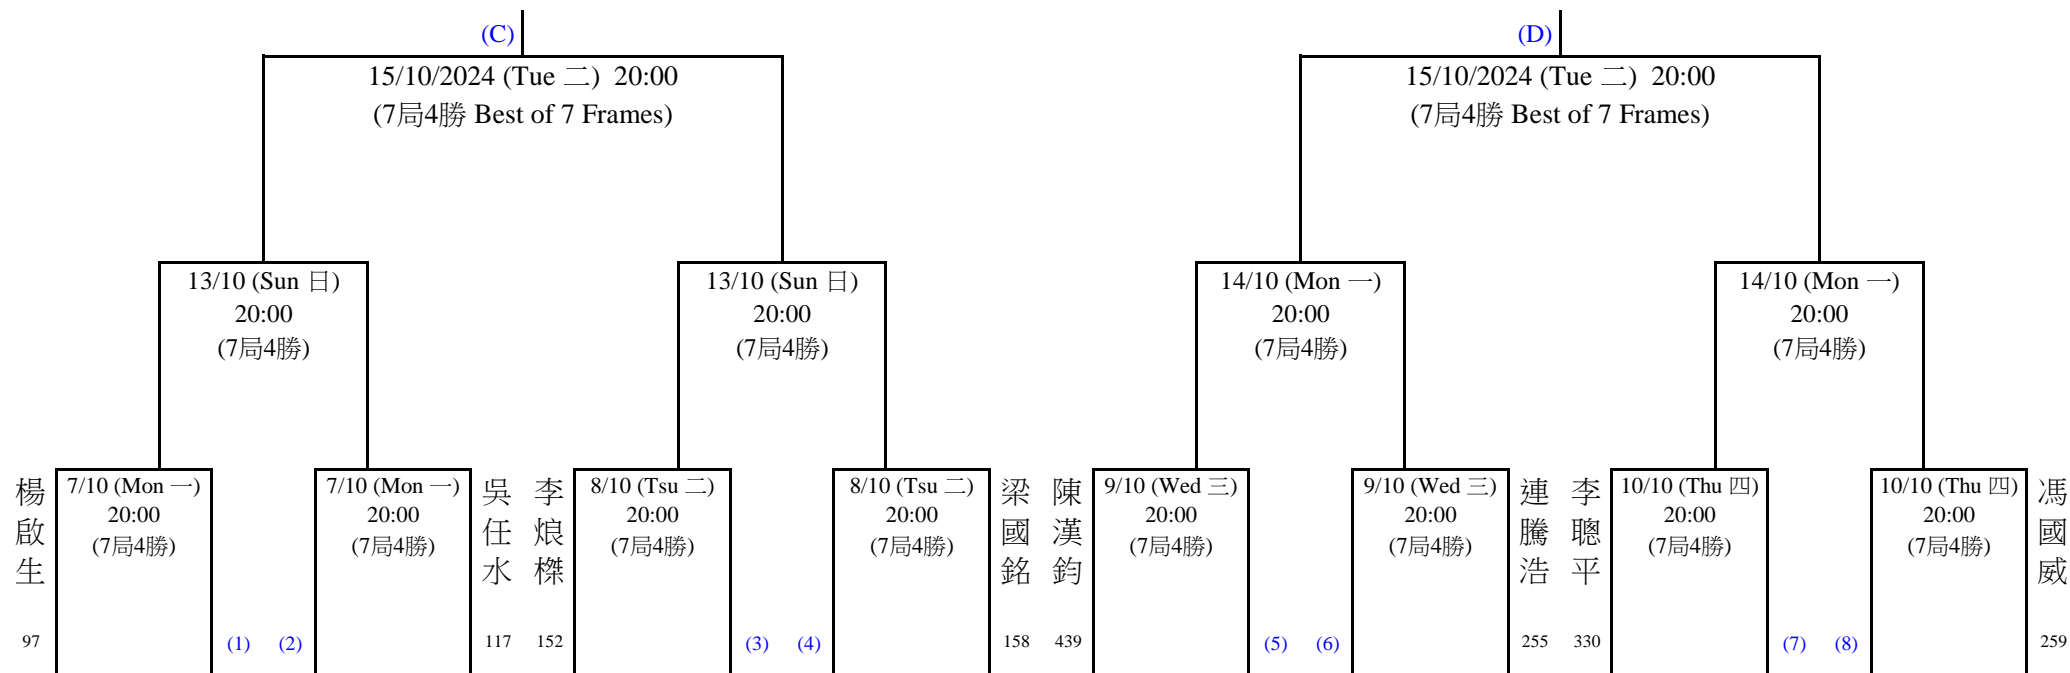 (C)
15/10/2024 (Tue 二) 20:00
(7局4勝 Best of 7 Frames)
(D)
15/10/2024 (Tue 二) 20:00
(7局4勝 Best of 7 Frames)
13/10 (Sun 日)
20:00
(7局4勝)
13/10 (Sun 日)
20:00
(7局4勝)
14/10 (Mon 一)
20:00
(7局4勝)
14/10 (Mon 一)
20:00
(7局4勝)
楊啟生
97
7/10 (Mon 一)
20:00
(7局4勝)
(1)
(2)
7/10 (Mon 一)
20:00
(7局4勝)
吳任水
117
李烺榤
152
8/10 (Tsu 二)
20:00
(7局4勝)
(3)
(4)
8/10 (Tsu 二)
20:00
(7局4勝)
梁國銘
158
陳漢鈞
439
9/10 (Wed 三)
20:00
(7局4勝)
(5)
(6)
9/10 (Wed 三)
20:00
(7局4勝)
連騰浩
255
李聰平
330
10/10 (Thu 四)
20:00
(7局4勝)
(7)
(8)
10/10 (Thu 四)
20:00
(7局4勝)
馮國威
259